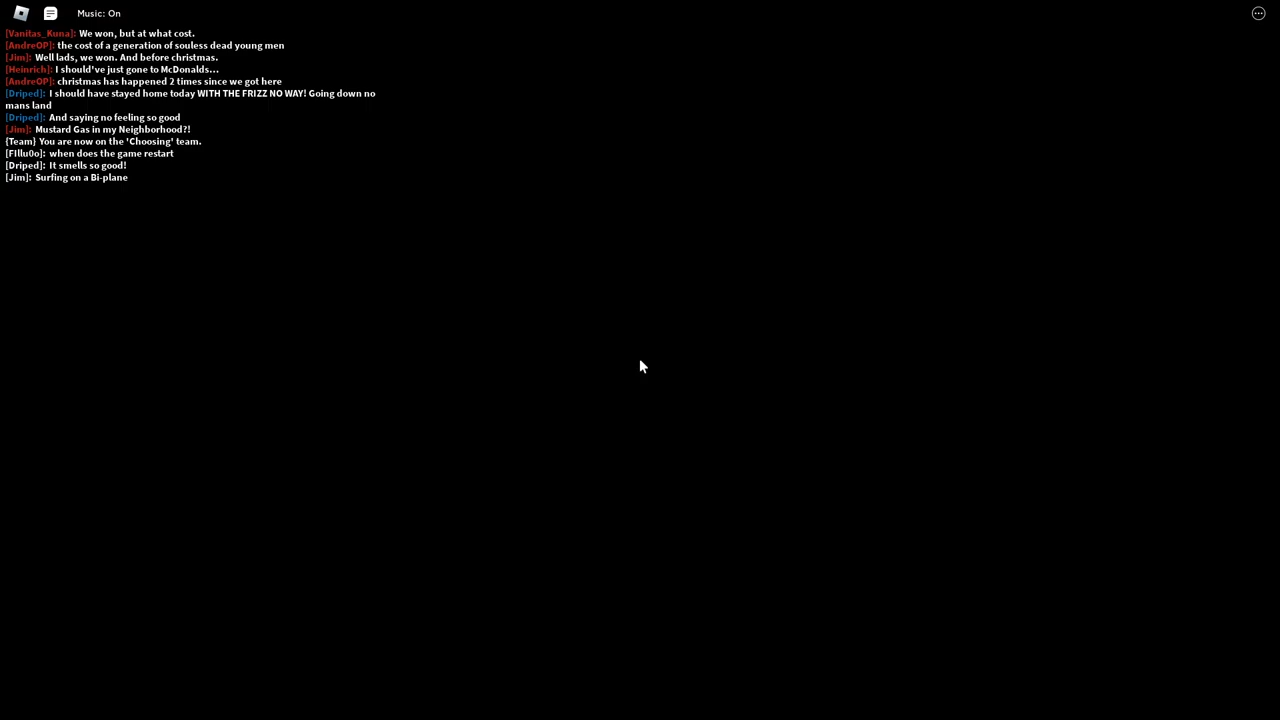 Music: On
[Vanitas_Kuna]: We won, but at what cost.
[AndreOP]: the cost of a generation of souless dead young men
[Jim]: Well lads, we won. And before christmas.
[Heinrich]: I should've just gone to McDonalds...
[AndreOP]: christmas has happened 2 times since we got here
[Driped]: I should have stayed home today WITH THE FRIZZ NO WAY! Going down no
mans land
[Driped]: And saying no feeling so good
[Jim]: Mustard Gas in my Neighborhood?!
{Team} You are now on the 'Choosing' team.
[FIllu0o]: when does the game restart
[Driped]: It smells so good!
[Jim]: Surfing on a Bi-plane